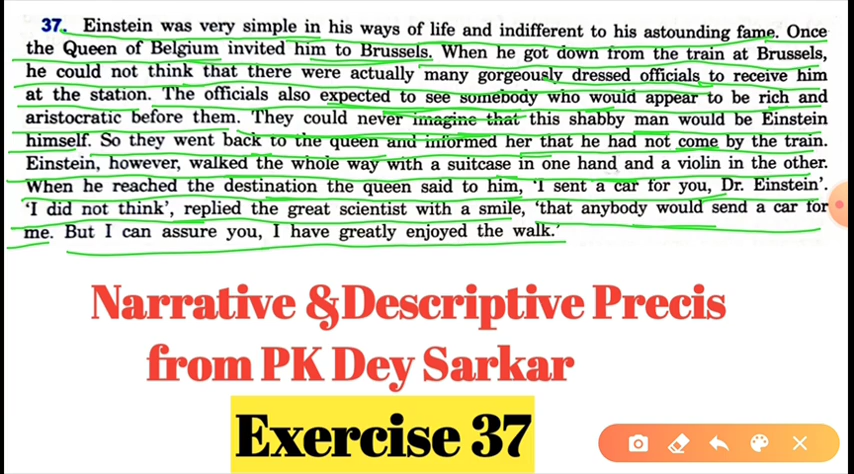 37. Einstein was very simple in his ways of life and indifferent to his astounding fame. Once
the Queen of Belgium invited him to Brussels. When he got down from the train at Brussels,
he could not think that there were actually many gorgeously dressed officials to receive him
at the station. The officials also expected to see somebody who would appear to be rich and
aristocratic before them. They could never imagine that this shabby man would be Einstein
himself. So they went back to the queen and informed her that he had not come by the train.
Einstein, however, walked the whole way with a suitcase in one hand and a violin in the other.
When he reached the destination the queen said to him, ‘I sent a car for you, Dr. Einstein’.
‘I did not think’, replied the great scientist with a smile, ‘that anybody would send a car for
me. But I can assure you, I have greatly enjoyed the walk.’
Narrative &Descriptive Precis
from PK Dey Sarkar
Exercise 37